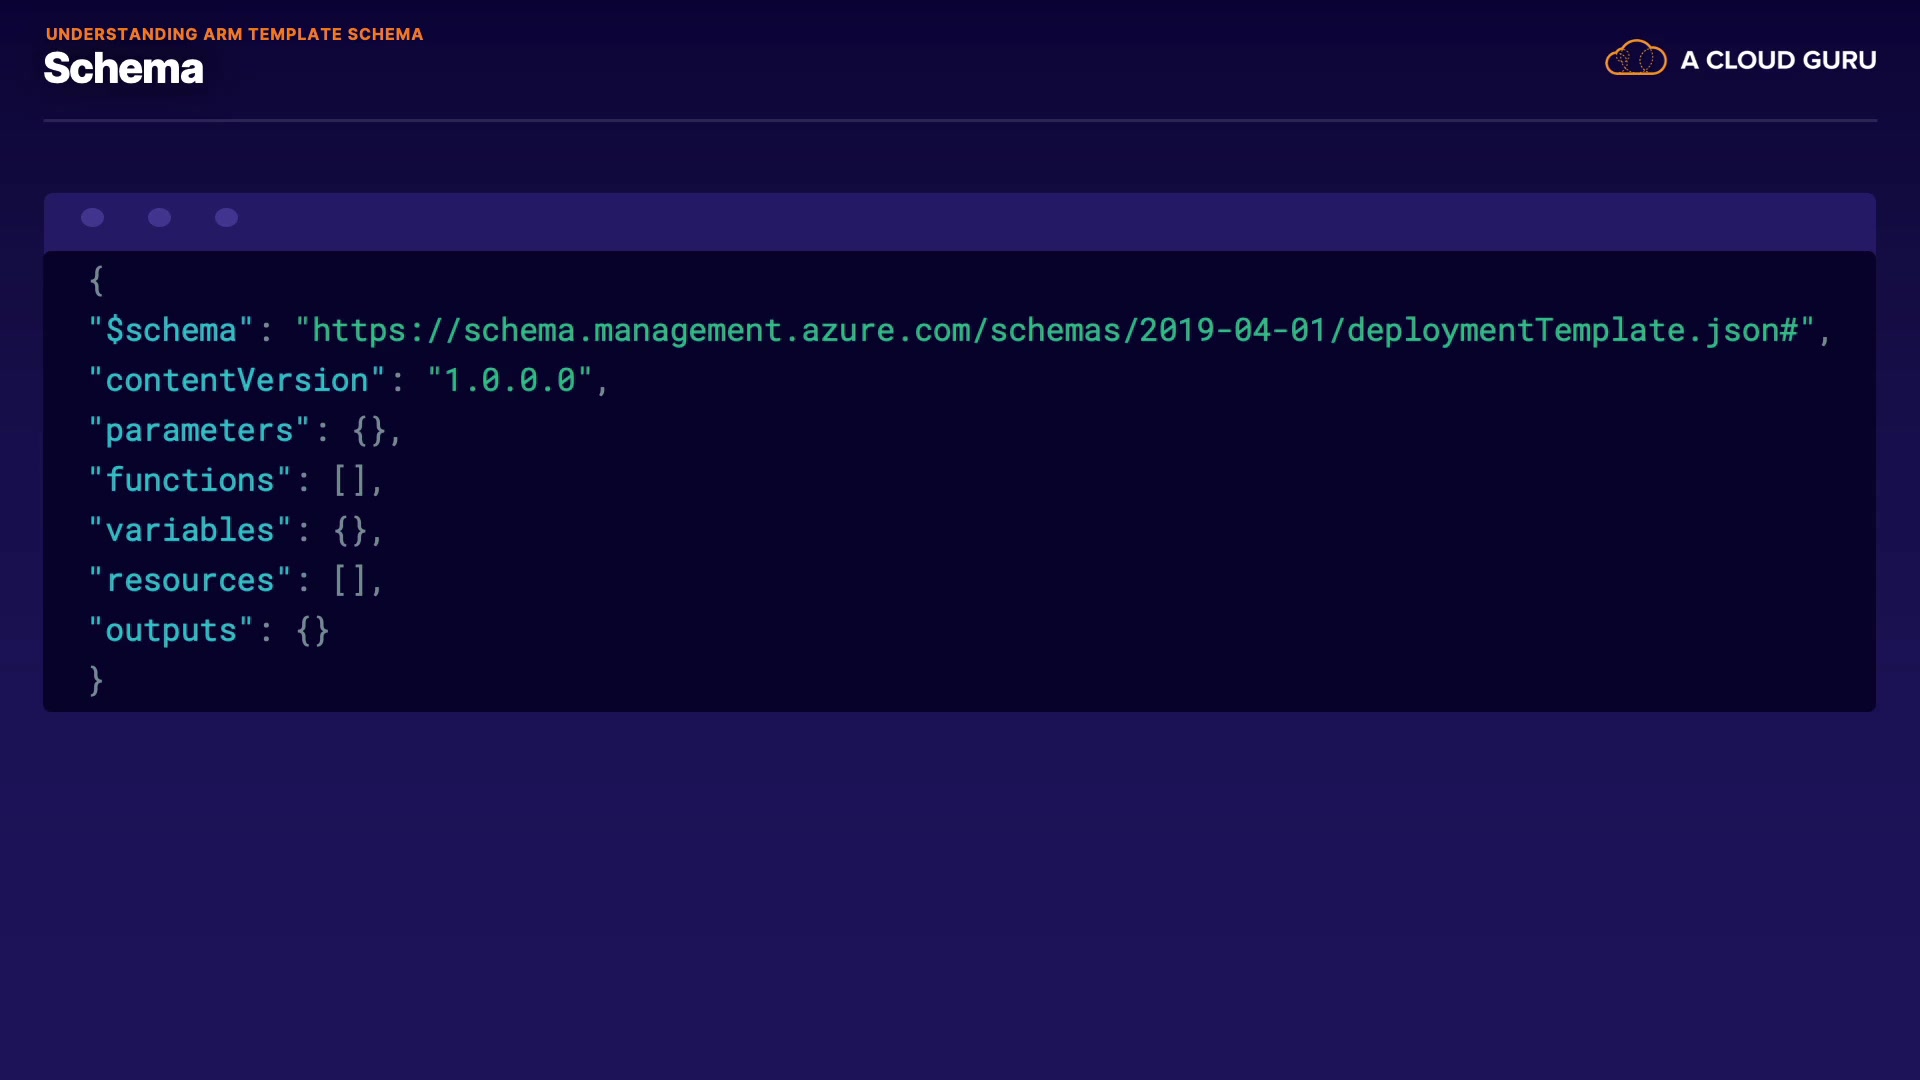 UNDERSTANDING ARM TEMPLATE SCHEMA
Schema
A CLOUD GURU
{
"$schema": "https://schema.management.azure.com/schemas/2019-04-01/deploymentTemplate.json#",
"contentVersion": "1.0.0.0",
"parameters": {},
"functions": [],
"variables": {},
"resources": [],
"outputs": {}
}